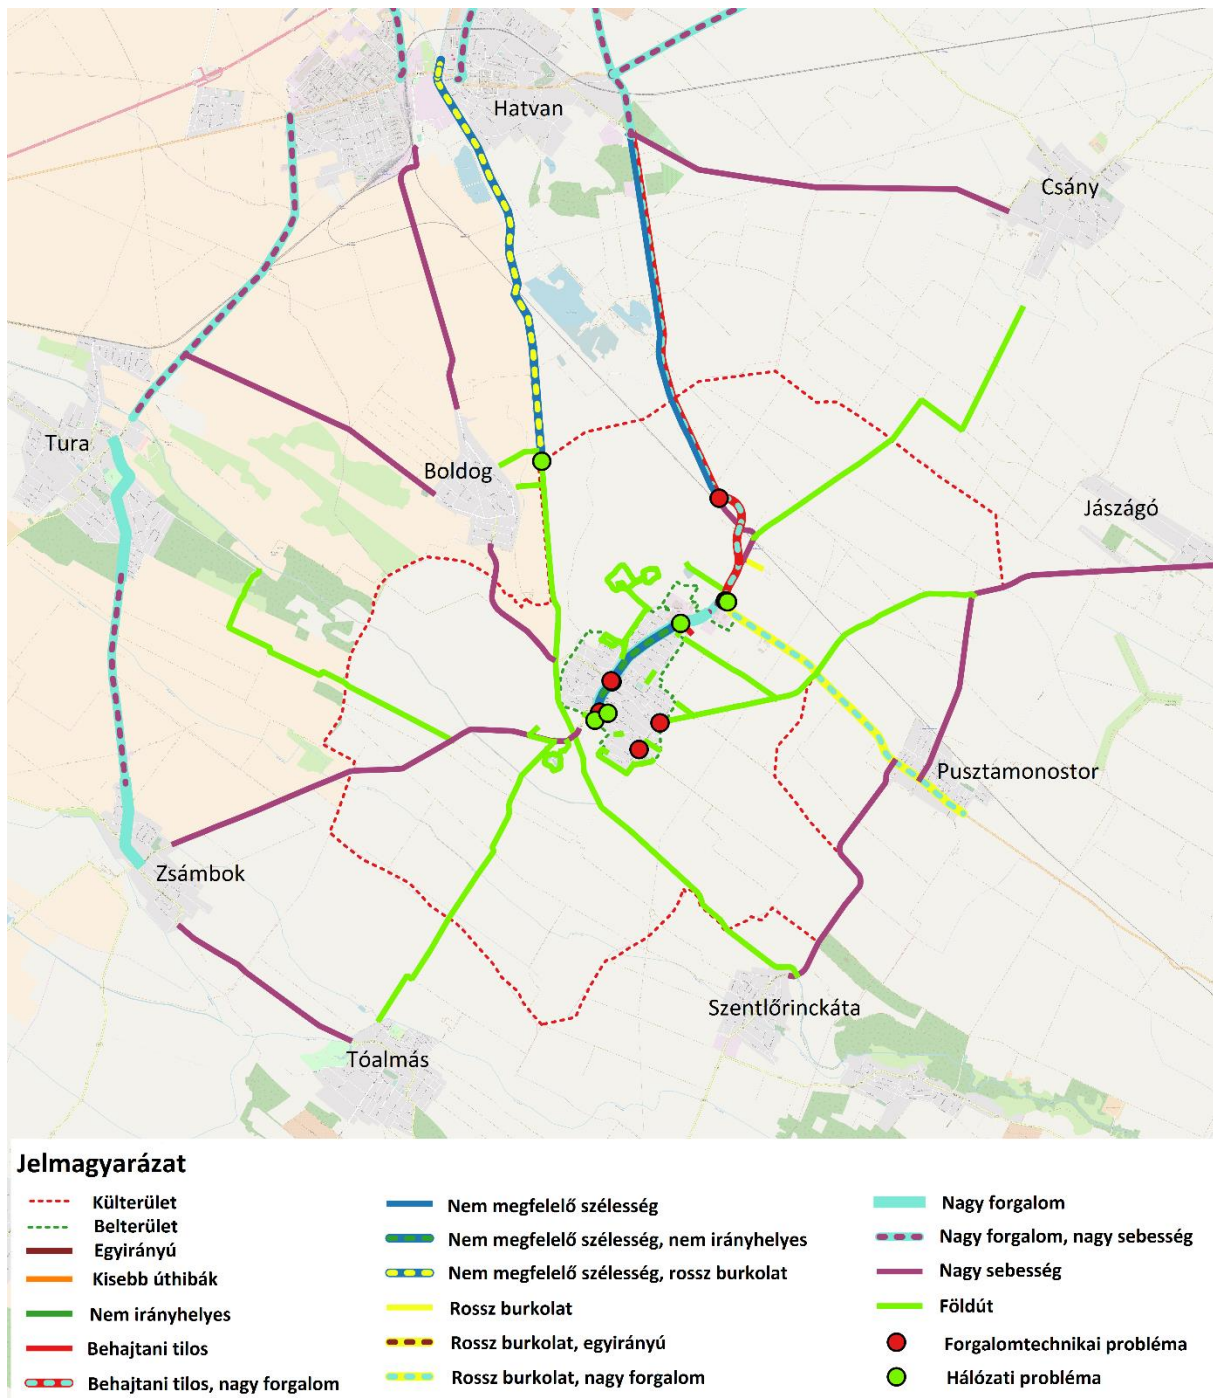 Hatvan
Csány
Tura
Boldog
Jászágó
Pusztamonostor
Zsámbok
Szentlőrinckáta
Tóalmás
Jelmagyarázat
Külterület
Belterület
Egyirányú
Kisebb úthibák
Nem irányhelyes
Behajtani tilos
Behajtani tilos, nagy forgalom
Nem megfelelő szélesség
Nem megfelelő szélesség, nem irányhelyes
Nem megfelelő szélesség, rossz burkolat
Rossz burkolat
Rossz burkolat, egyirányú
Rossz burkolat, nagy forgalom
Nagy forgalom
Nagy forgalom, nagy sebesség
Nagy sebesség
Földút
Forgalomtechnikai probléma
Hálózati probléma